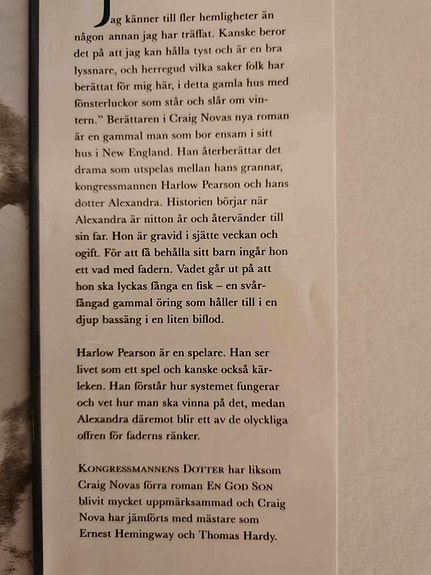 Jag känner till fler hemligheter än
någon annan jag har träffat. Kanske beror
det på att jag kan hålla tyst och är en bra
lyssnare, och herregud vilka saker folk har
berättat för mig här, i detta gamla hus med
fönsterluckor som står och slår om vin-
tern.” Berättaren i Craig Novas nya roman
är en gammal man som bor ensam i sitt
hus i New England. Han återberättar det
drama som utspelas mellan hans grannar,
kongressmannen Harlow Pearson och hans
dotter Alexandra. Historien börjar när
Alexandra är nitton år och återvänder till
sin far. Hon är gravid i sjätte veckan och
ogift. För att få behålla sitt barn ingår hon
ett vad med fadern. Vadet går ut på att
hon ska lyckas fånga en fisk – en svår-
fångad gammal öring som håller till i en
djup bassäng i en liten biflod.
Harlow Pearson är en spelare. Han ser
livet som ett spel och kanske också kär-
leken. Han förstår hur systemet fungerar
och vet hur man ska vinna på det, medan
Alexandra däremot blir ett av de olyckliga
offren för faderns ränker.
KONGRESSMANNENS DOTTER har liksom
Craig Novas förra roman EN GOD SON
blivit mycket uppmärksammad och Craig
Nova har jämförts med mästare som
Ernest Hemingway och Thomas Hardy.